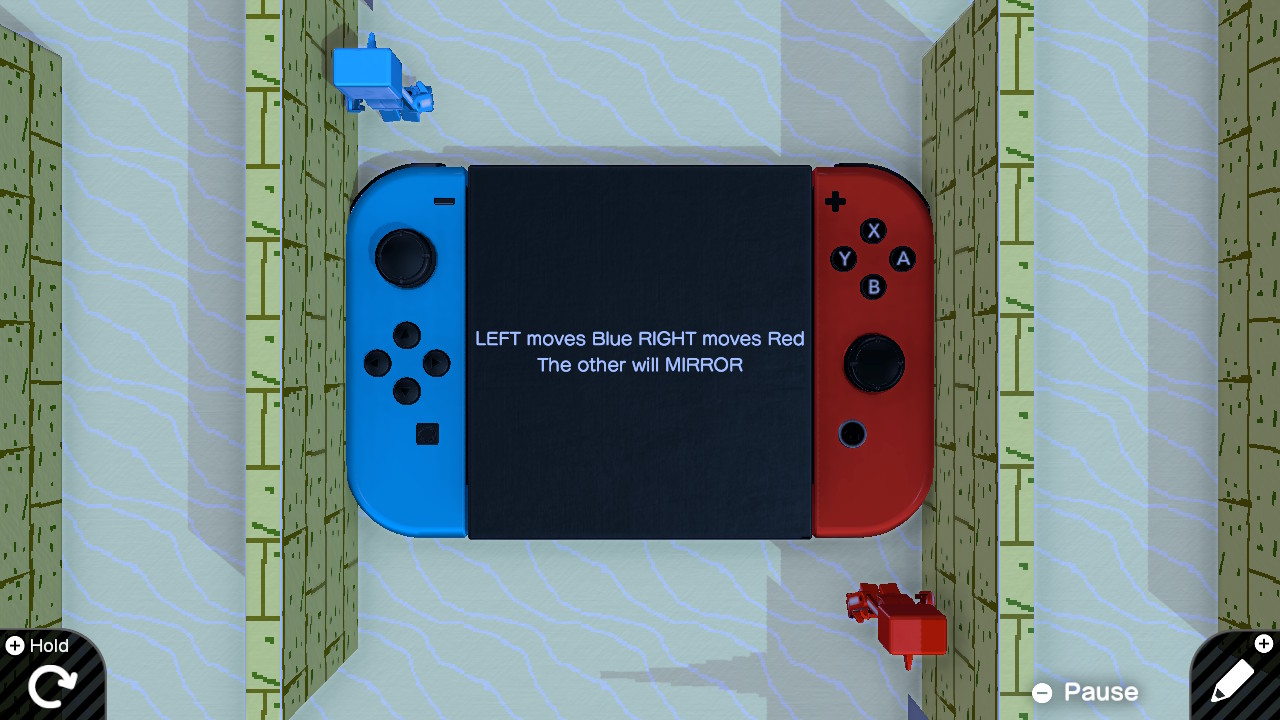 X
Y
A
B
LEFT moves Blue RIGHT moves Red
The other will MIRROR
Hold
Pause